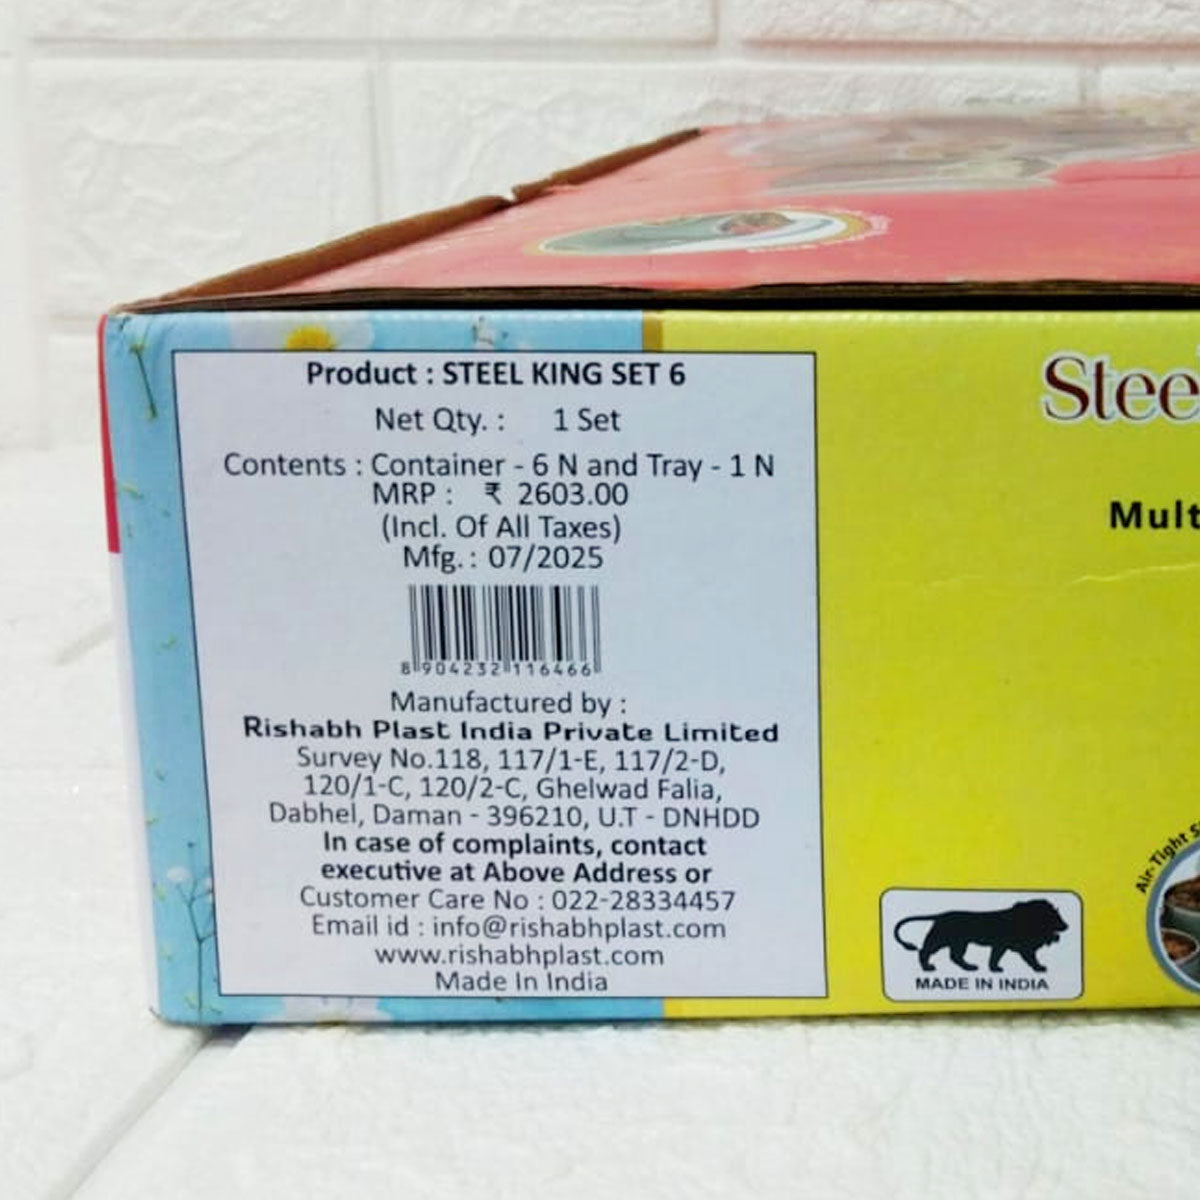 Product : STEEL KING SET 6
Net Qty. : 1 Set
Contents : Container - 6 N and Tray - 1 N
MRP : ₹ 2603.00
(Incl. Of All Taxes)
Mfg. : 07/2025
8 904232 116466
Manufactured by :
Rishabh Plast India Private Limited
Survey No.118, 117/1-E, 117/2-D,
120/1-C, 120/2-C, Ghelwad Falia,
Dabhel, Daman - 396210, U.T - DNHDD
In case of complaints, contact
executive at Above Address or
Customer Care No : 022-28334457
Email id : info@rishabhplast.com
www.rishabhplast.com
Made In India
Stee
Mult
Air-Tight S
MADE IN INDIA